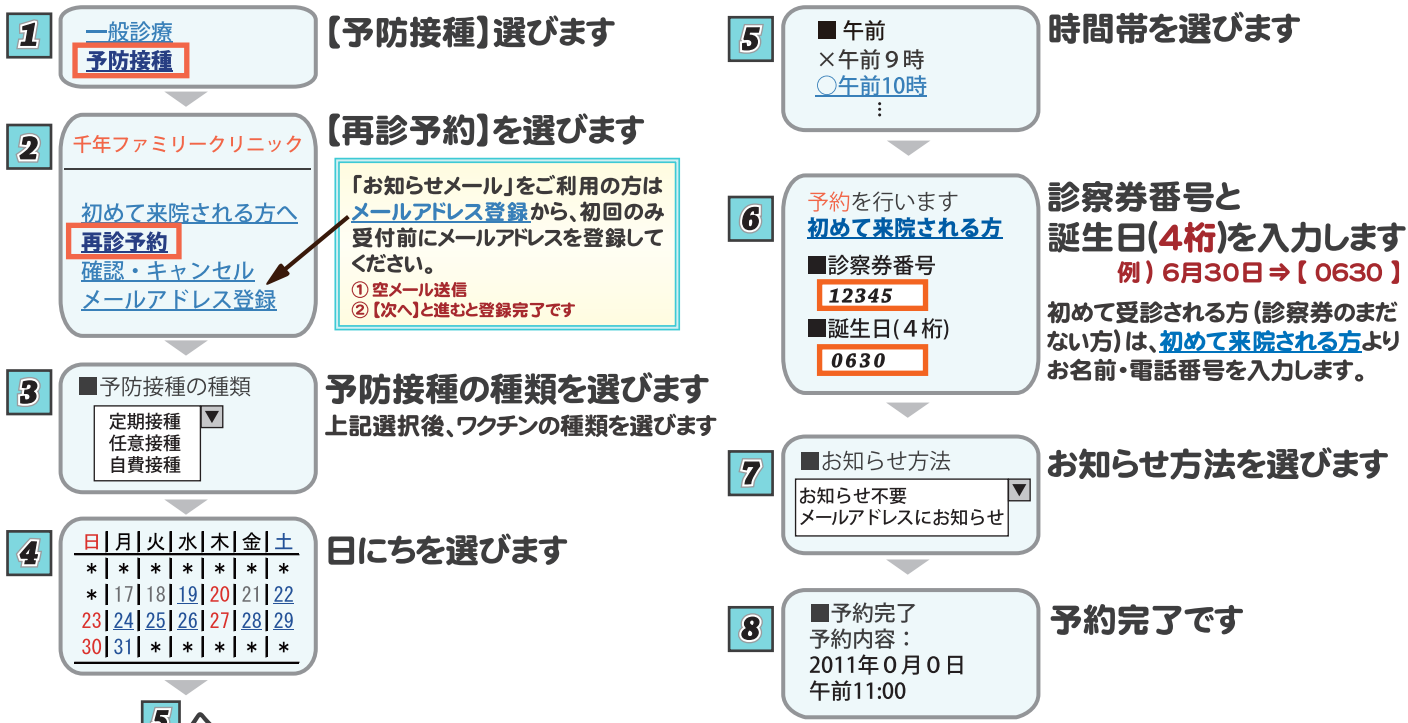 1
一般診療
予防接種
【予防接種】選びます
2
千年ファミリークリニック
初めて来院される方へ
再診予約
確認・キャンセル
メールアドレス登録
【再診予約】を選びます
「お知らせメール」をご利用の方は
メールアドレス登録から、初回のみ
受付前にメールアドレスを登録して
ください。
① 空メール送信
② 【次へ】と進むと登録完了です
3
■予防接種の種類
定期接種
▼
任意接種
自費接種
予防接種の種類を選びます
上記選択後、ワクチンの種類を選びます
4
日 月 火 水 木 金 土
* * * * * * *
* 17 18 19 20 21 22
23 24 25 26 27 28 29
30 31 * * * * *
日にちを選びます
5 へ
5
■ 午前
×午前９時
○午前10時
⋮
時間帯を選びます
6
予約を行います
初めて来院される方
■診察券番号
12345
■誕生日(４桁)
0630
診察券番号と
誕生日(4桁)を入力します
例）6月30日⇒【 0630 】
初めて受診される方（診察券のまだ
ない方）は、初めて来院される方より
お名前・電話番号を入力します。
7
■お知らせ方法
お知らせ不要
▼
メールアドレスにお知らせ
お知らせ方法を選びます
8
■予約完了
予約内容：
2011年０月０日
午前11:00
予約完了です